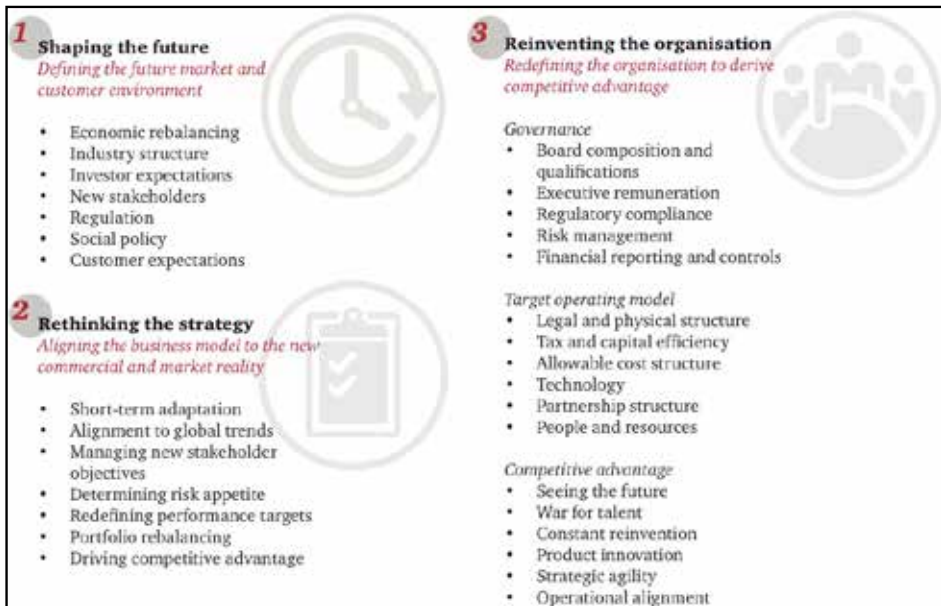 1
Shaping the future
Defining the future market and
customer environment
• Economic rebalancing
• Industry structure
• Investor expectations
• New stakeholders
• Regulation
• Social policy
• Customer expectations
2
Rethinking the strategy
Aligning the business model to the new
commercial and market reality
• Short-term adaptation
• Alignment to global trends
• Managing new stakeholder
objectives
• Determining risk appetite
• Redefining performance targets
• Portfolio rebalancing
• Driving competitive advantage
3
Reinventing the organisation
Redefining the organisation to derive
competitive advantage
Governance
• Board composition and
qualifications
• Executive remuneration
• Regulatory compliance
• Risk management
• Financial reporting and controls
Target operating model
• Legal and physical structure
• Tax and capital efficiency
• Allowable cost structure
• Technology
• Partnership structure
• People and resources
Competitive advantage
• Seeing the future
• War for talent
• Constant reinvention
• Product innovation
• Strategic agility
• Operational alignment